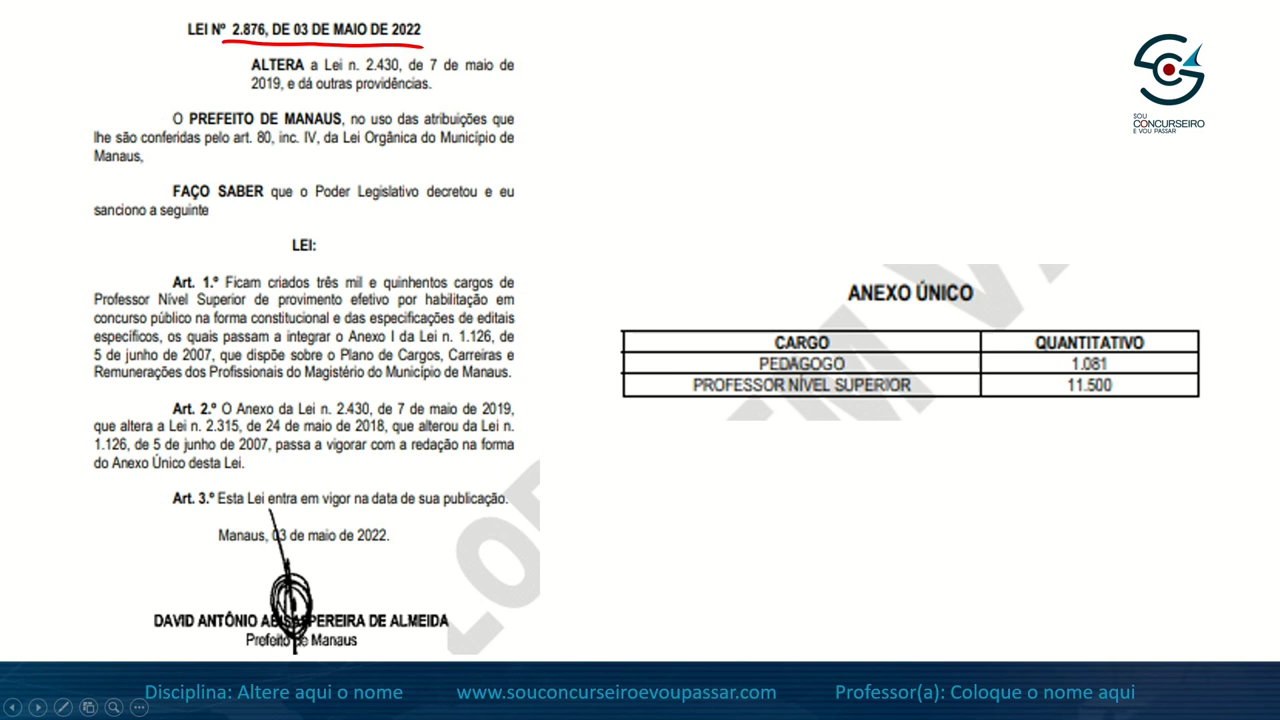 LEI Nº 2.876, DE 03 DE MAIO DE 2022
ALTERA a Lei n. 2.430, de 7 de maio de
2019, e dá outras providências.
O PREFEITO DE MANAUS, no uso das atribuições que
lhe são conferidas pelo art. 80, inc. IV, da Lei Orgânica do Município de
Manaus,
FAÇO SABER que o Poder Legislativo decretou e eu
sanciono a seguinte
LEI:
Art. 1.º Ficam criados três mil e quinhentos cargos de
Professor Nível Superior de provimento efetivo por habilitação em
concurso público na forma constitucional e das especificações de editais
específicos, os quais passam a integrar o Anexo I da Lei n. 1.126, de
5 de junho de 2007, que dispõe sobre o Plano de Cargos, Carreiras e
Remunerações dos Profissionais do Magistério do Município de Manaus.
Art. 2.º O Anexo da Lei n. 2.430, de 7 de maio de 2019,
que altera a Lei n. 2.315, de 24 de maio de 2018, que alterou da Lei n.
1.126, de 5 de junho de 2007, passa a vigorar com a redação na forma
do Anexo Único desta Lei.
Art. 3.º Esta Lei entra em vigor na data de sua publicação.
Manaus, 03 de maio de 2022.
DAVID ANTÔNIO PEREIRA DE ALMEIDA
Prefeito de Manaus
SOU
CONCURSEIRO
E VOU PASSAR
ANEXO ÚNICO
CARGO QUANTITATIVO
PEDAGOGO 1.081
PROFESSOR NÍVEL SUPERIOR 11.500
Disciplina: Altere aqui o nome www.souconcurseiroevoupassar.com Professor(a): Coloque o nome aqui